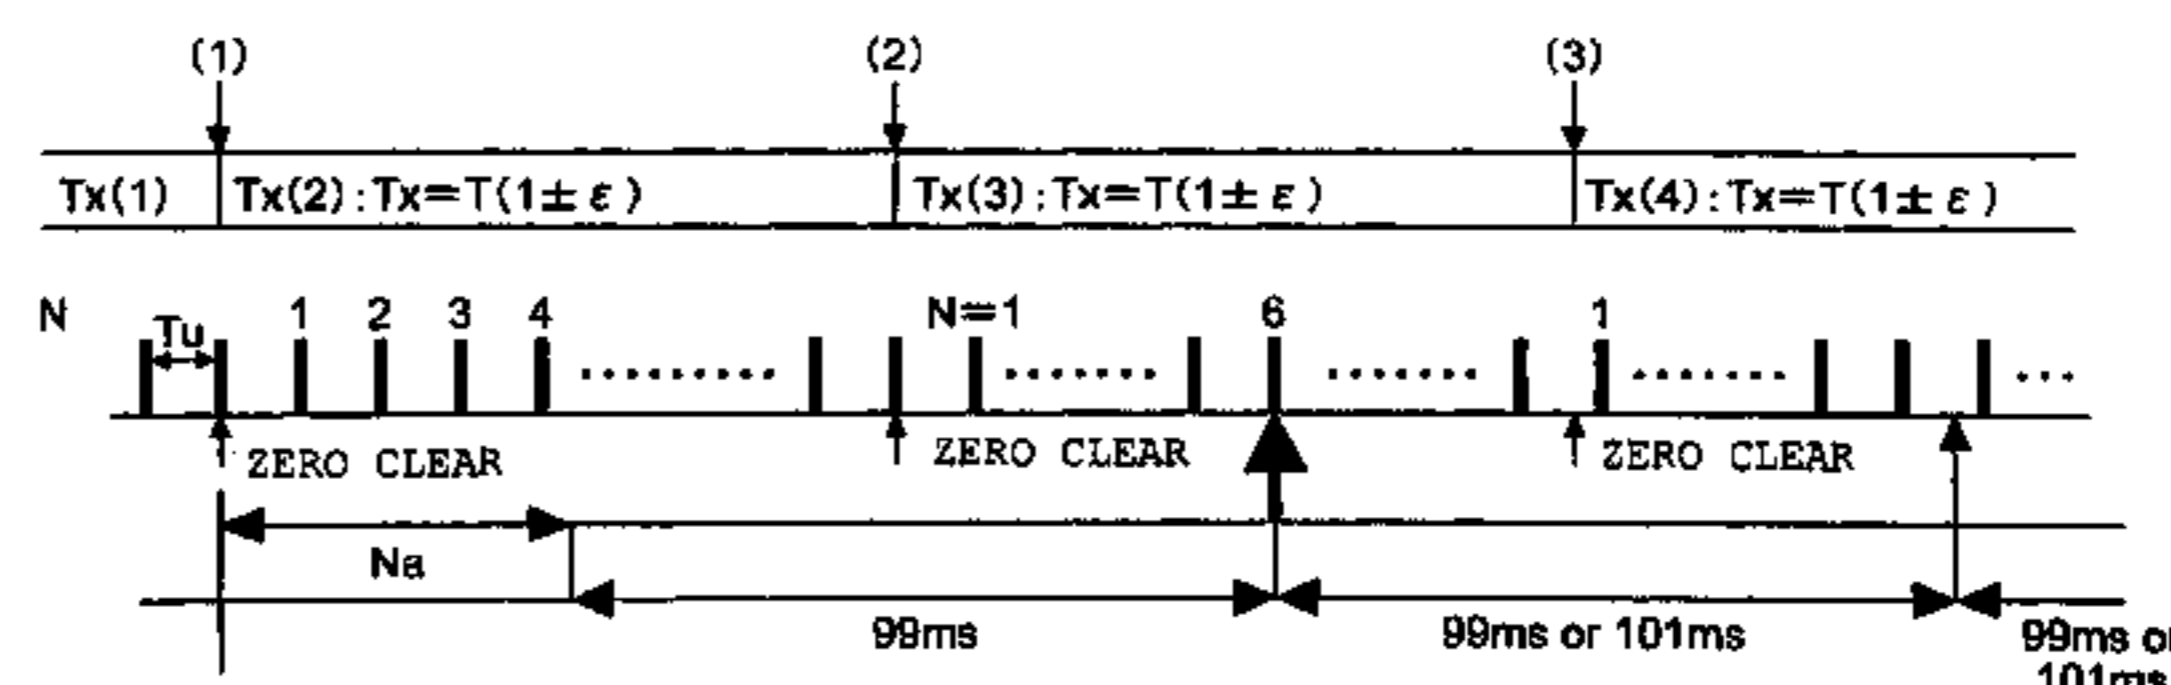 (1) (2) (3)
Tx(1) Tx(2):Tx=T(1±ε) Tx(3):Tx=T(1±ε) Tx(4):Tx=T(1±ε)
N 1 2 3 4 N=1 6 1
Tu
ZERO CLEAR ZERO CLEAR ZERO CLEAR
Na
99ms 99ms or 101ms 99ms or
101ms